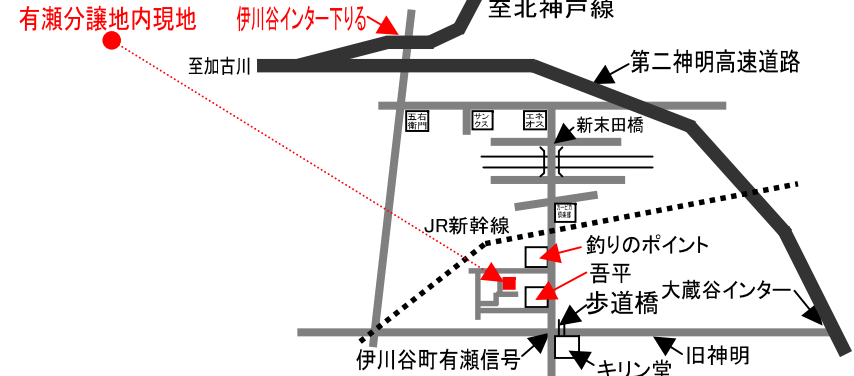 至北神戸線
有瀬分譲地内現地
伊川谷インター下りる
至加古川
第二神明高速道路
五右
衛門
サン
クス
エネ
オス
新末田橋
JR新幹線
釣りのポイント
吾平
歩道橋
大蔵谷インター
伊川谷町有瀬信号
キリン堂
旧神明